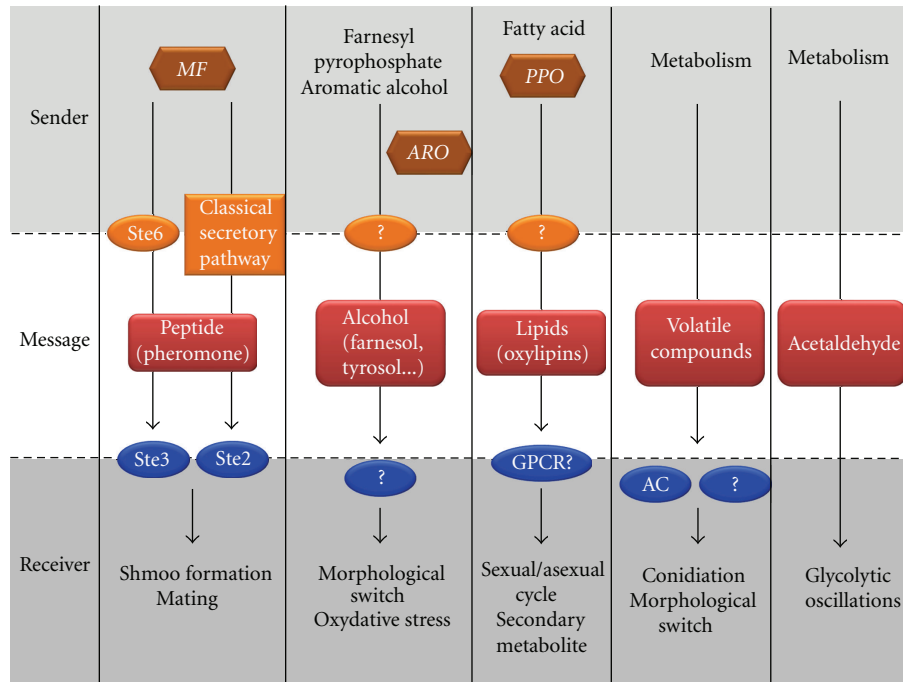 Sender
Message
Receiver
MF
Ste6
Classical
secretory
pathway
Peptide
(pheromone)
Ste3
Ste2
Shmoo formation
Mating
Farnesyl
pyrophosphate
Aromatic alcohol
ARO
?
Alcohol
(farnesol,
tyrosol...)
?
Morphological
switch
Oxydative stress
Fatty acid
PPO
?
Lipids
(oxylipins)
GPCR?
Sexual/asexual
cycle
Secondary
metabolite
Metabolism
Volatile
compounds
AC
?
Conidiation
Morphological
switch
Metabolism
Acetaldehyde
Glycolytic
oscillations